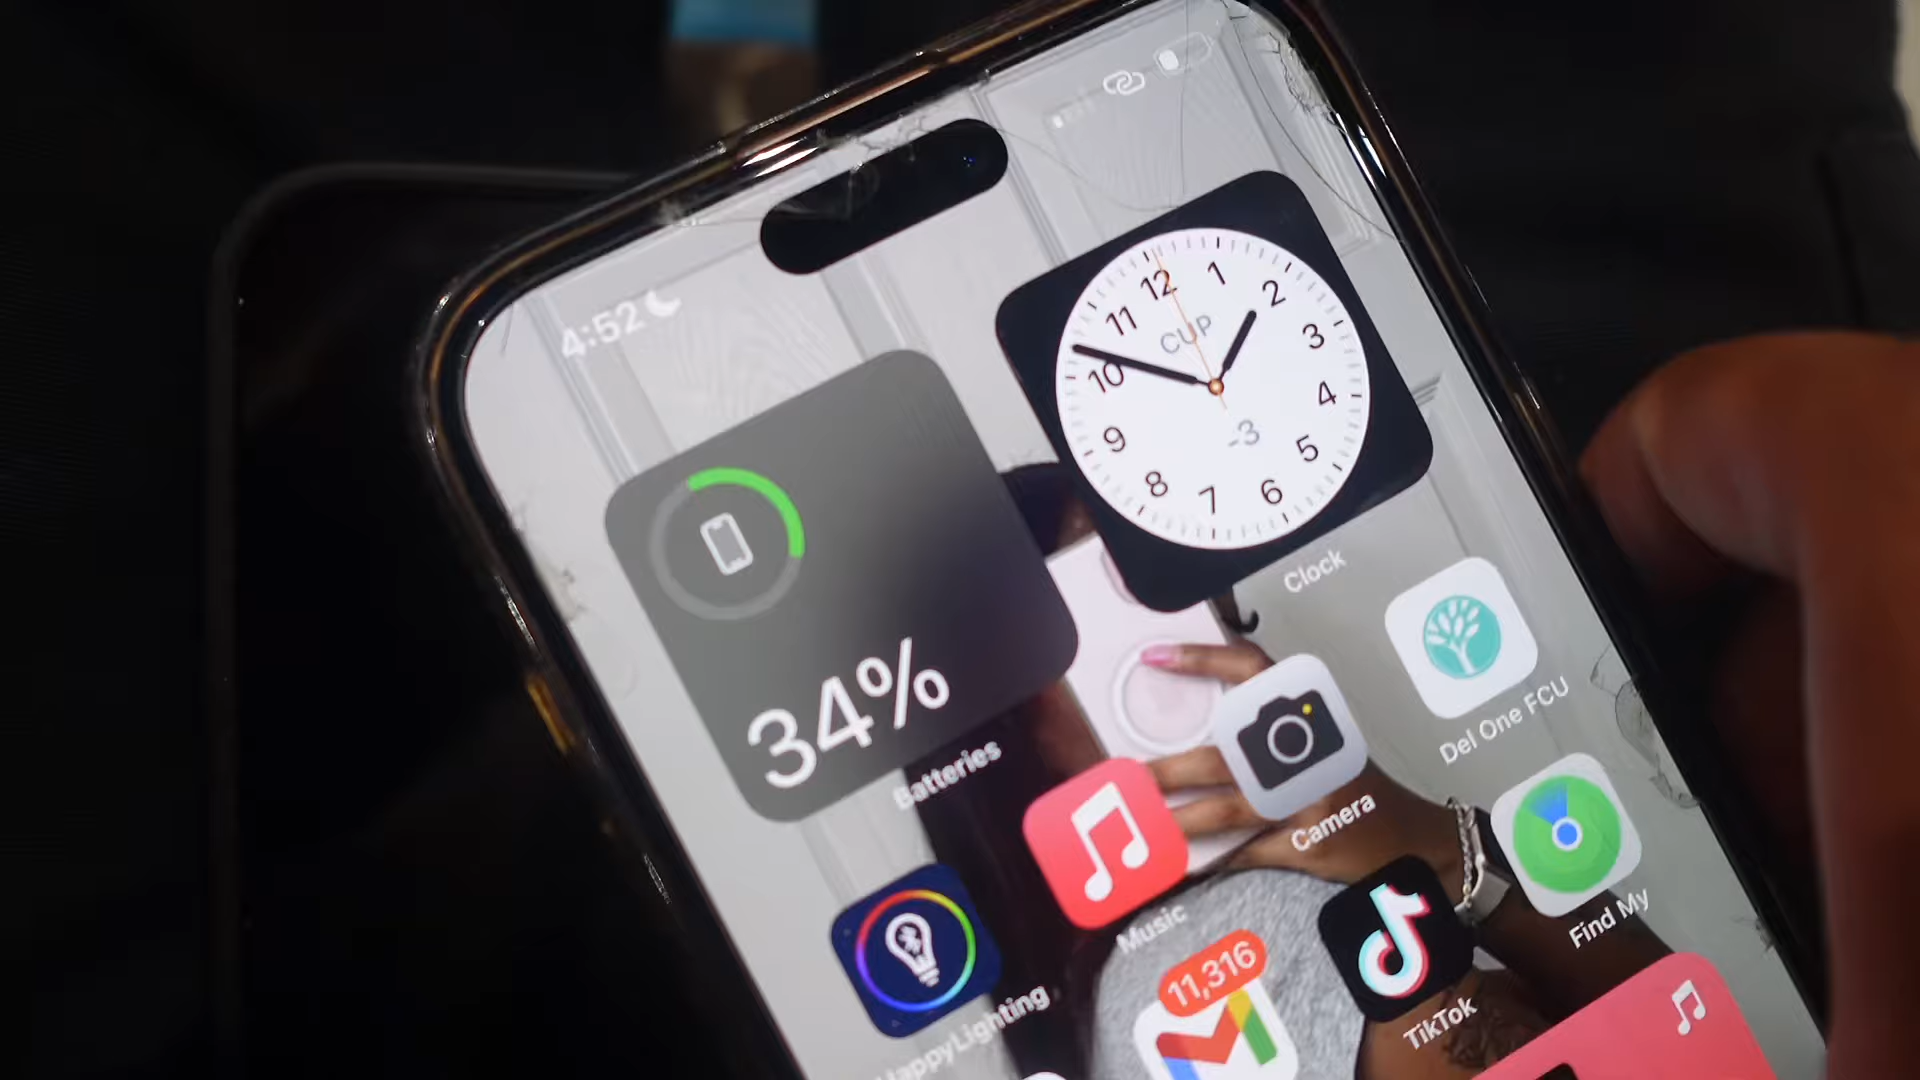 4:52
12
1
2
3
4
5
6
7
8
9
10
11
CUP
-3
Clock
34%
Batteries
Del One FCU
Camera
Music
Find My
HappyLighting
11,316
TikTok